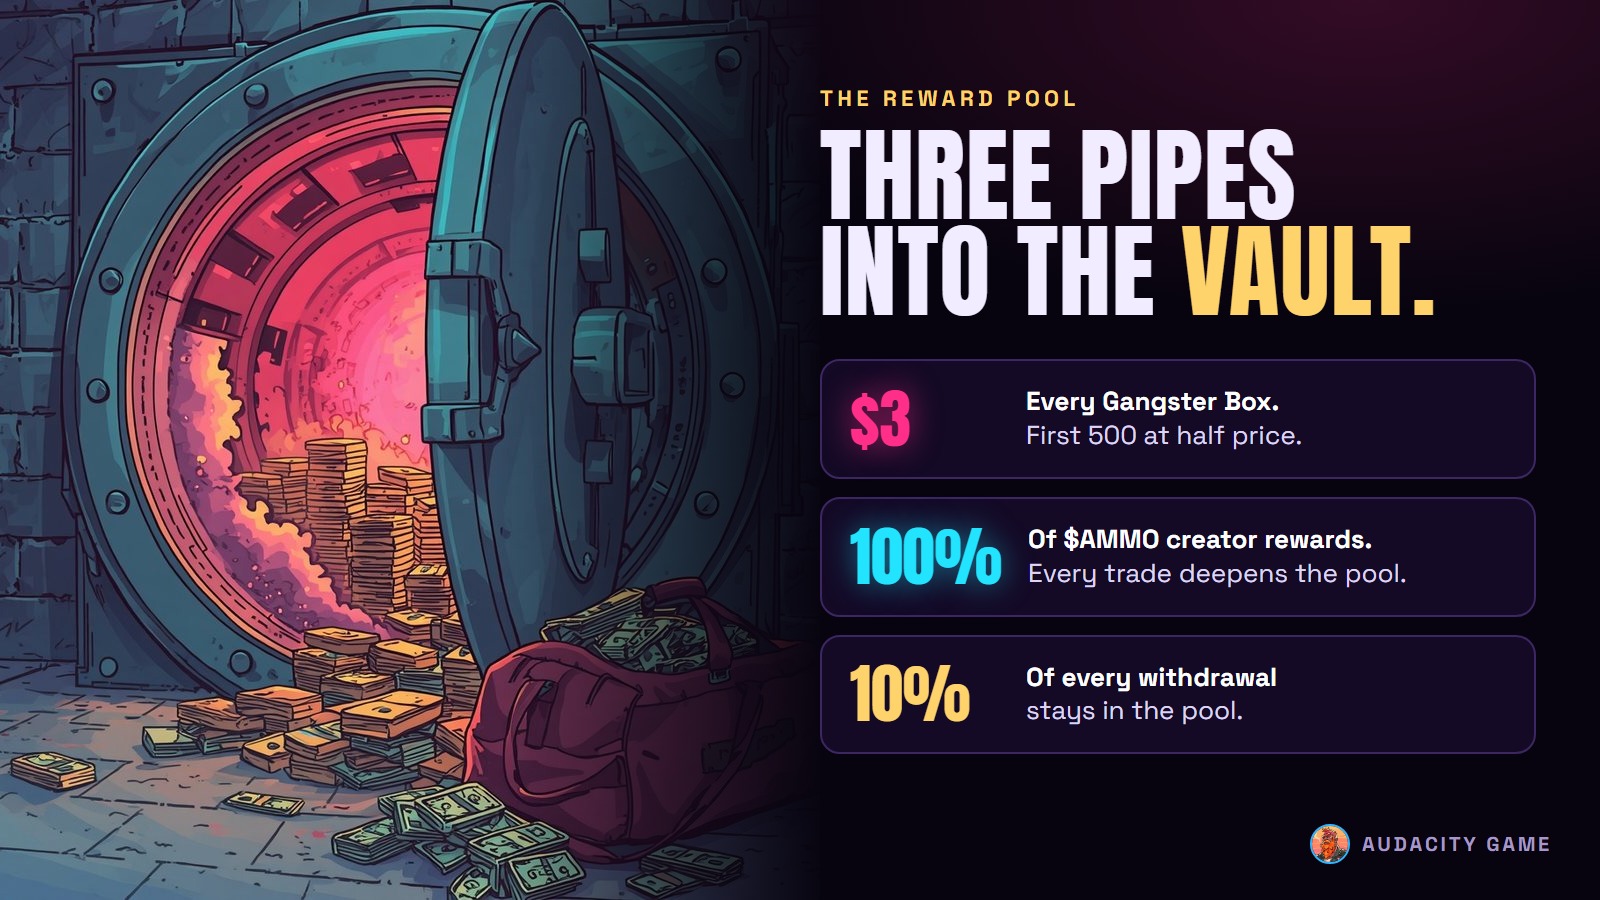 THE REWARD POOL
THREE PIPES
INTO THE VAULT.
$3
Every Gangster Box.
First 500 at half price.
100%
Of $AMMO creator rewards.
Every trade deepens the pool.
10%
Of every withdrawal
stays in the pool.
AUDACITY GAME